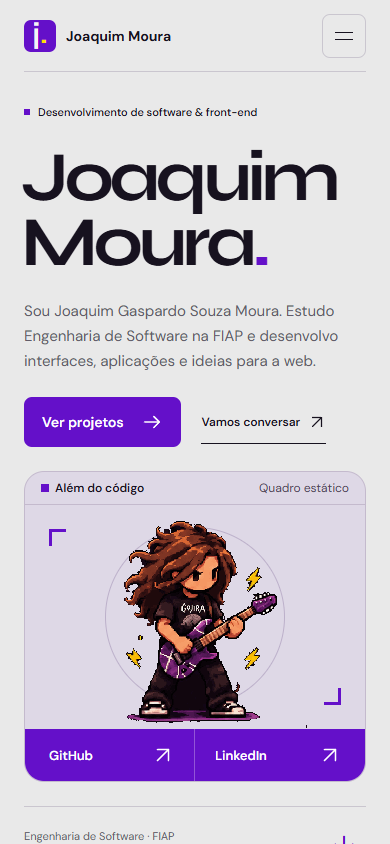 j.
Joaquim Moura
Desenvolvimento de software & front-end
Joaquim
Moura.
Sou Joaquim Gaspardo Souza Moura. Estudo
Engenharia de Software na FIAP e desenvolvo
interfaces, aplicações e ideias para a web.
Ver projetos
Vamos conversar
Além do código
Quadro estático
GOJIRA
GitHub
LinkedIn
Engenharia de Software · FIAP